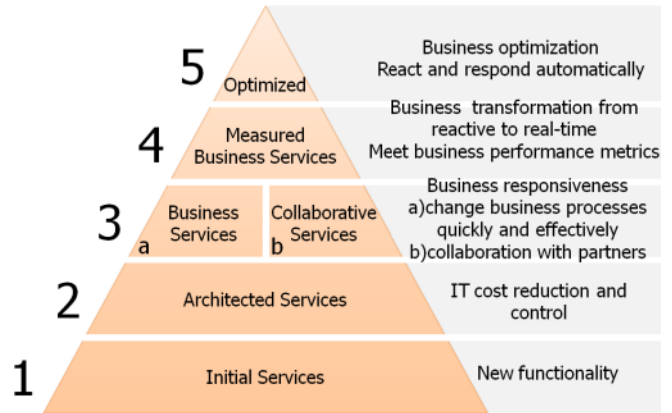 5
Optimized
Business optimization
React and respond automatically
4
Measured
Business Services
Business transformation from
reactive to real-time
Meet business performance metrics
3
a
Business
Services
b
Collaborative
Services
Business responsiveness
a)change business processes
quickly and effectively
b)collaboration with partners
2
Architected Services
IT cost reduction and
control
1
Initial Services
New functionality